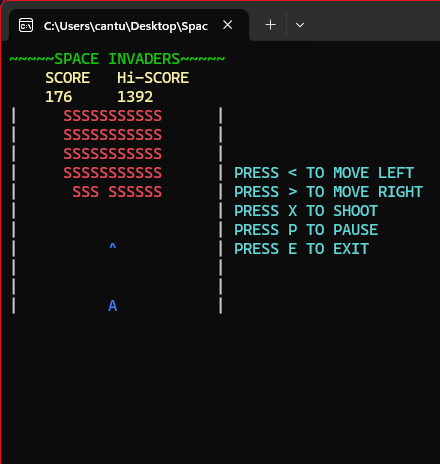 C:\Users\cantu\Desktop\Spac
~~~~~SPACE INVADERS~~~~~
SCORE Hi-SCORE
176 1392
| SSSSSSSSSSS |
| SSSSSSSSSSS |
| SSSSSSSSSSS |
| SSSSSSSSSSS | PRESS < TO MOVE LEFT
| SSS SSSSSS | PRESS > TO MOVE RIGHT
| | PRESS X TO SHOOT
| | PRESS P TO PAUSE
| ^ | PRESS E TO EXIT
| |
| |
| A |